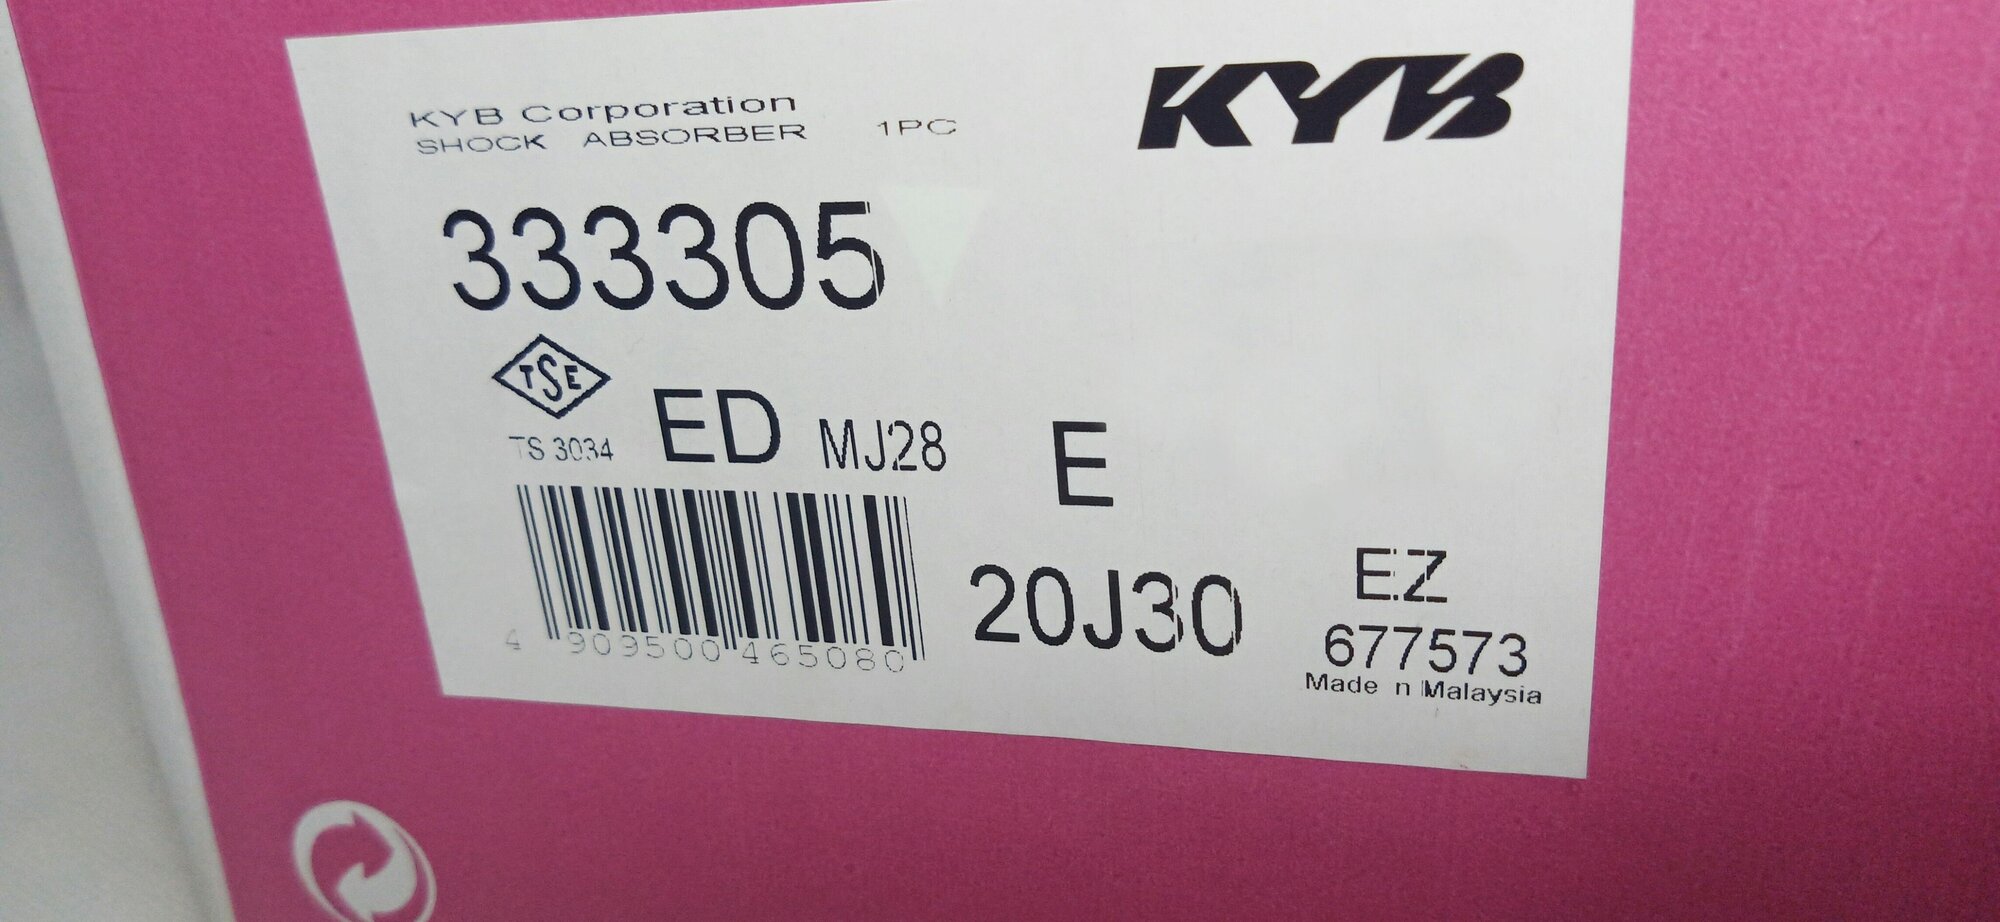 KYB Corporation
SHOCK ABSORBER 1PC
KYB
333305
TSE
TS 3034
ED MJ28 E
4 909500 465080
20J30
EZ
677573
Made n Malaysia